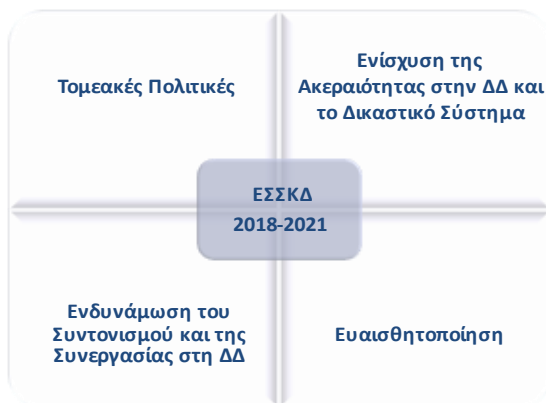 Τομεακές Πολιτικές
Ενίσχυση της
Ακεραιότητας στην ΔΔ και
το Δικαστικό Σύστημα
ΕΣΣΚΔ
2018-2021
Ενδυνάμωση του
Συντονισμού και της
Συνεργασίας στη ΔΔ
Ευαισθητοποίηση